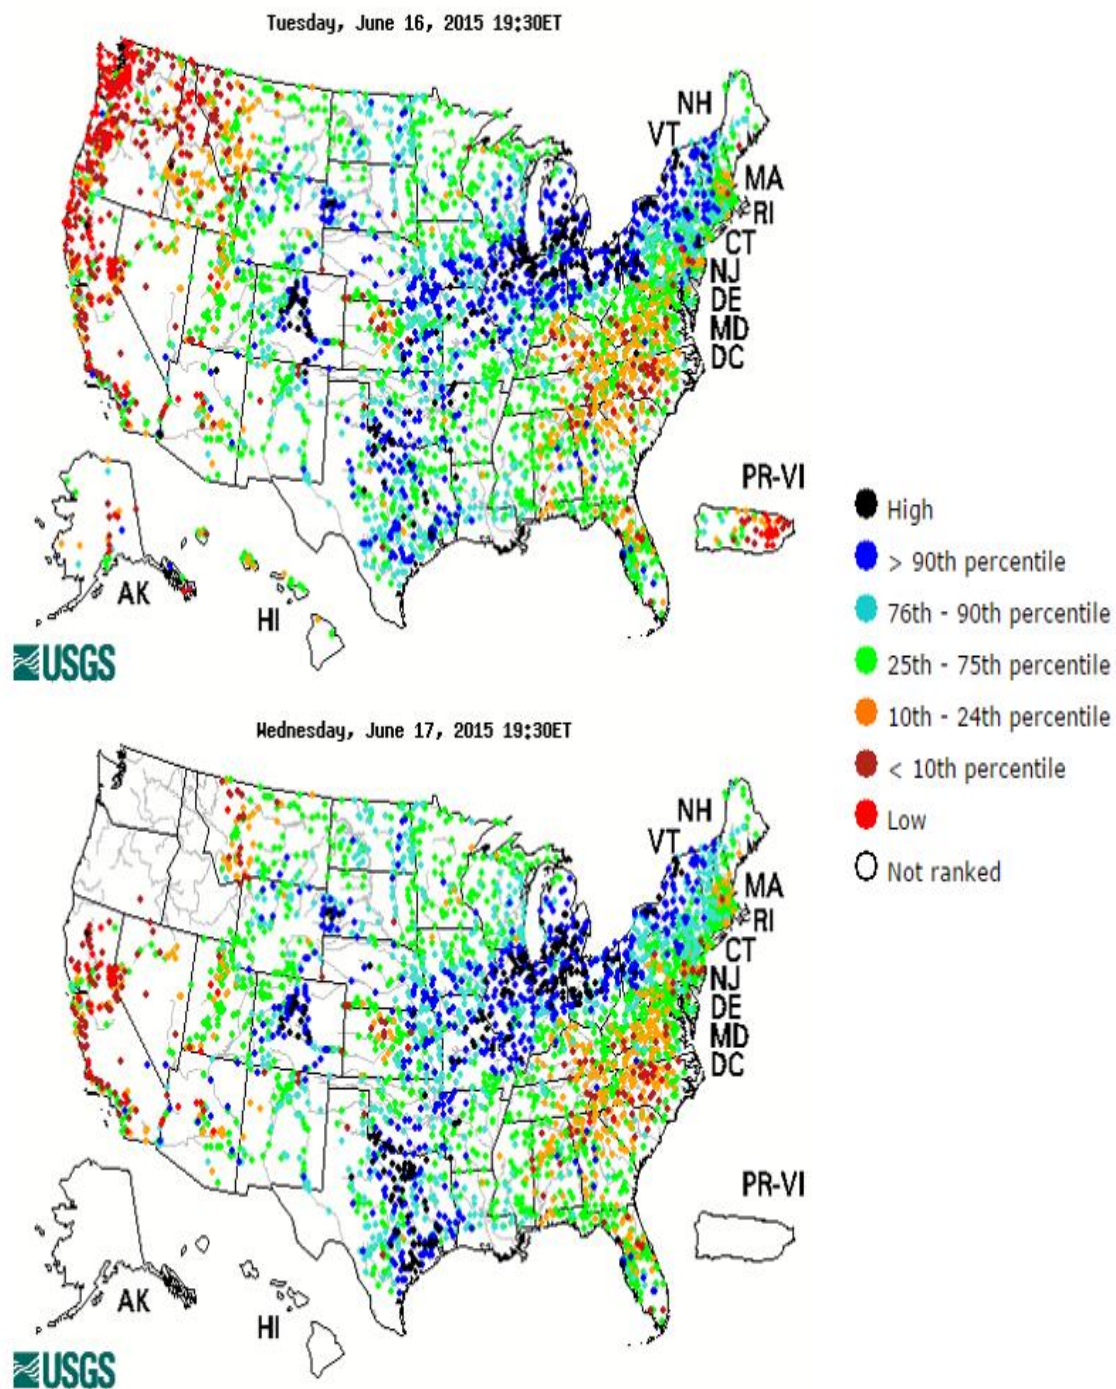 Tuesday, June 16, 2015 19:30ET
NH
VT
MA
RI
CT
NJ
DE
MD
DC
PR-VI
AK
HI
USGS
High
> 90th percentile
76th - 90th percentile
25th - 75th percentile
10th - 24th percentile
< 10th percentile
Low
Not ranked
Wednesday, June 17, 2015 19:30ET
NH
VT
MA
RI
CT
NJ
DE
MD
DC
PR-VI
AK
HI
USGS